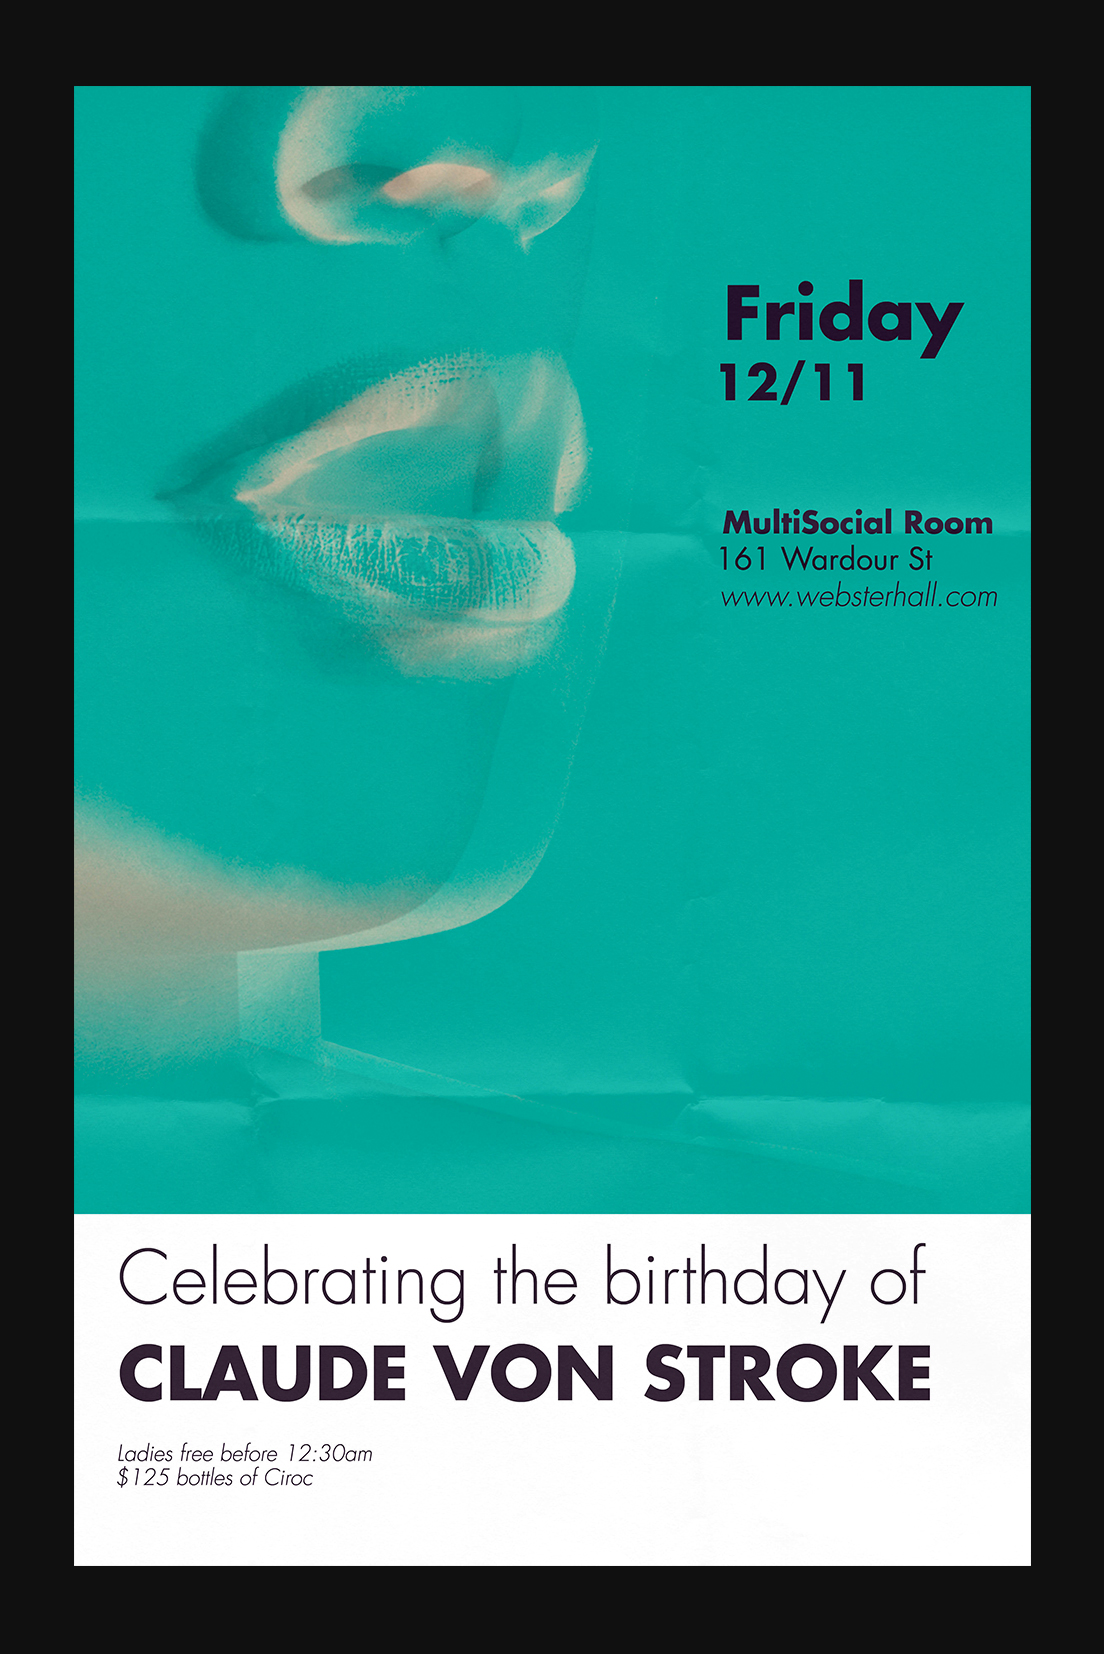 Friday
12/11
MultiSocial Room
161 Wardour St
www.websterhall.com
Celebrating the birthday of
CLAUDE VON STROKE
Ladies free before 12:30am
$125 bottles of Ciroc